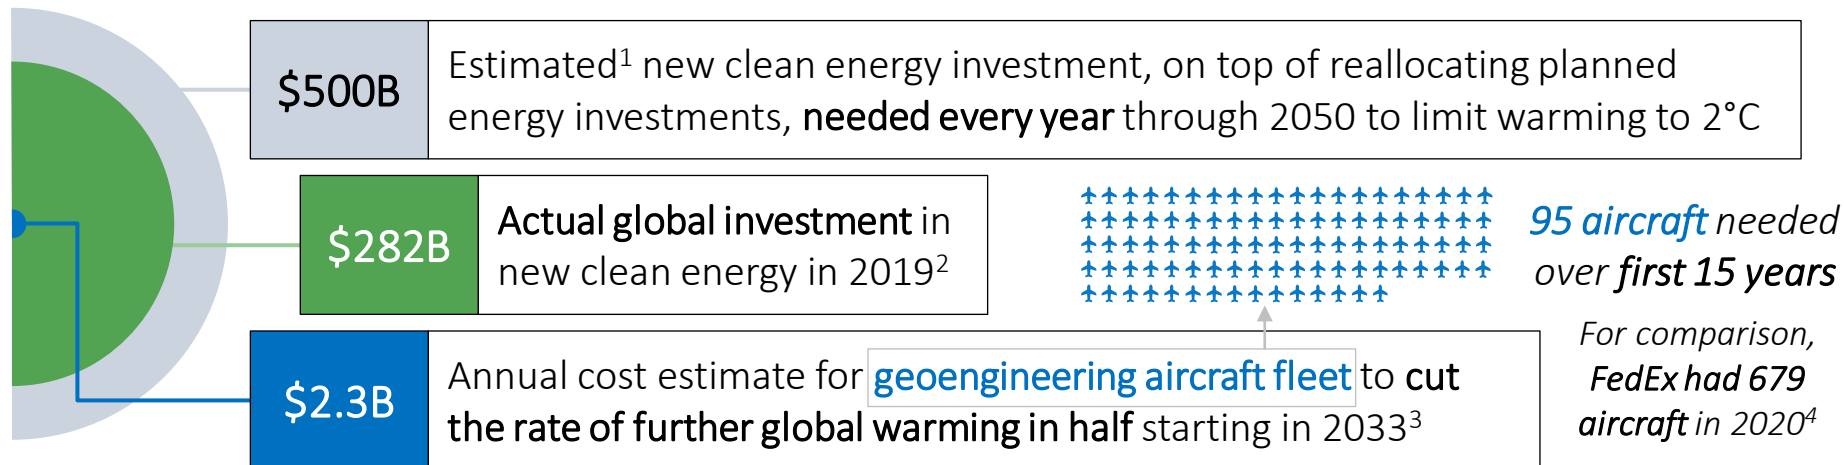 $500B
Estimated¹ new clean energy investment, on top of reallocating planned
energy investments, needed every year through 2050 to limit warming to 2°C
$282B
Actual global investment in
new clean energy in 2019²
95 aircraft needed
over first 15 years
For comparison,
FedEx had 679
aircraft in 2020⁴
$2.3B
Annual cost estimate for geoengineering aircraft fleet to cut
the rate of further global warming in half starting in 2033³